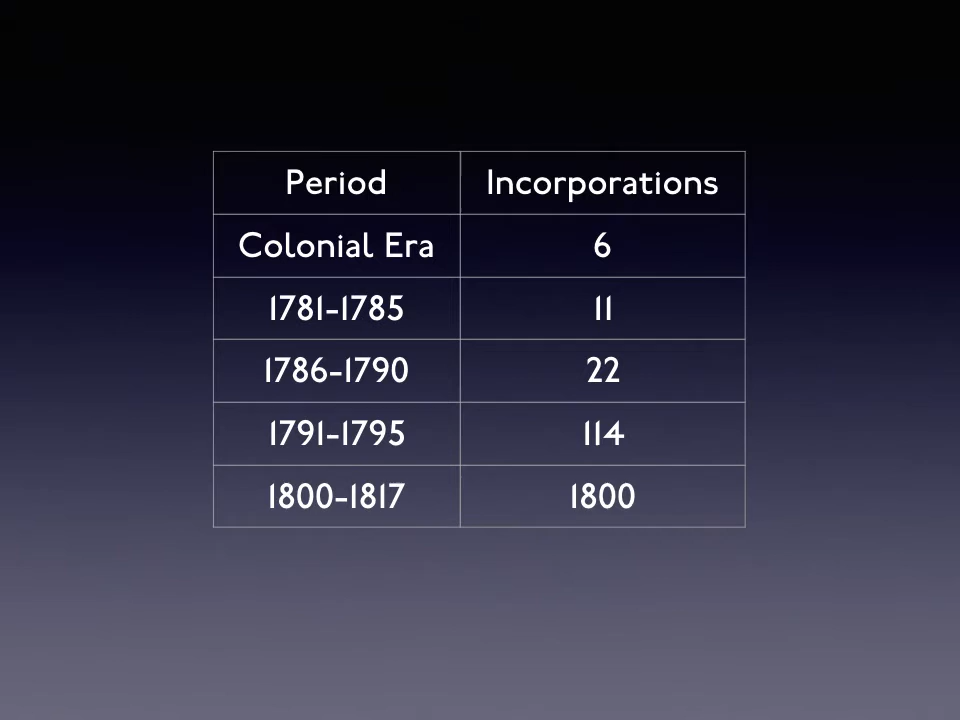 Period Incorporations
Colonial Era 6
1781-1785 11
1786-1790 22
1791-1795 114
1800-1817 1800